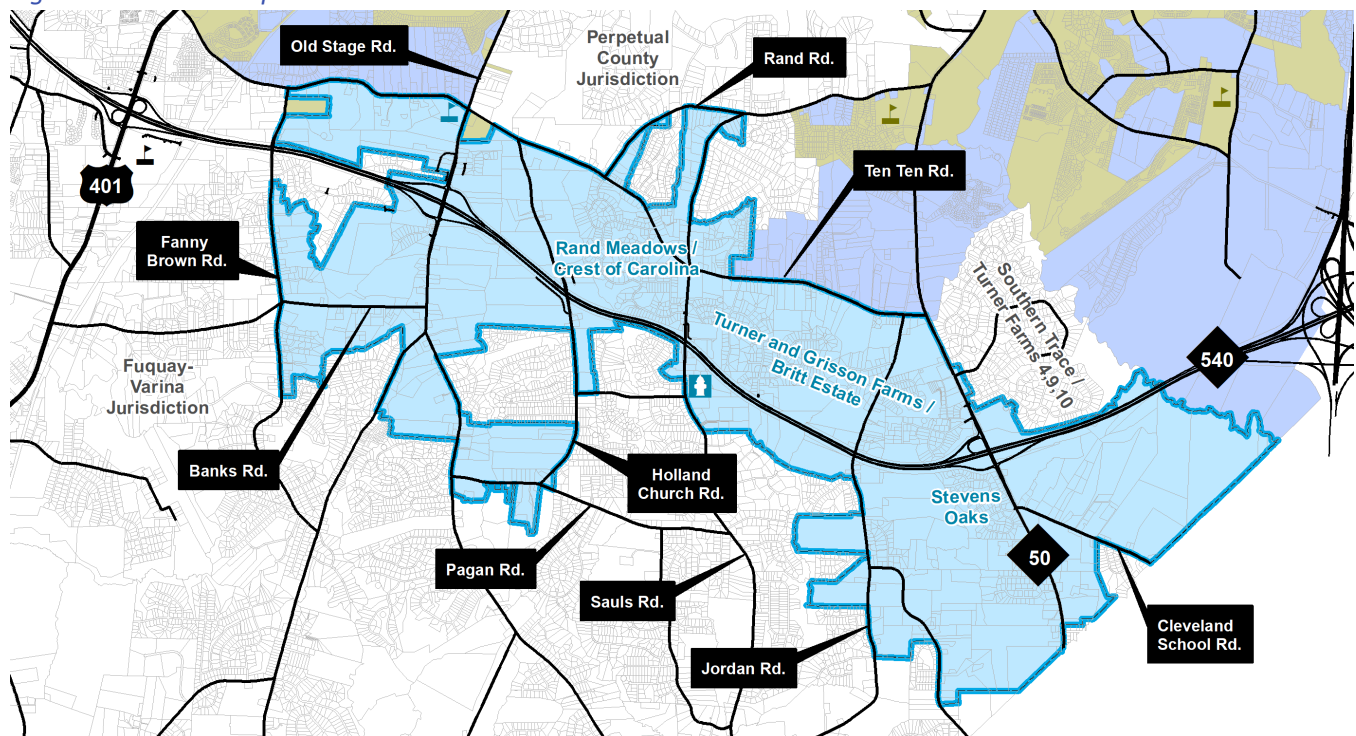 Old Stage Rd.
Perpetual
County
Jurisdiction
Rand Rd.
401
Ten Ten Rd.
Fanny
Brown Rd.
Rand Meadows /
Crest of Carolina
Southern Trace /
Turner Farms 4,9,10
Turner and Grisson Farms /
Britt Estate
540
Fuquay-
Varina
Jurisdiction
Banks Rd.
Holland
Church Rd.
Stevens
Oaks
50
Pagan Rd.
Sauls Rd.
Cleveland
School Rd.
Jordan Rd.